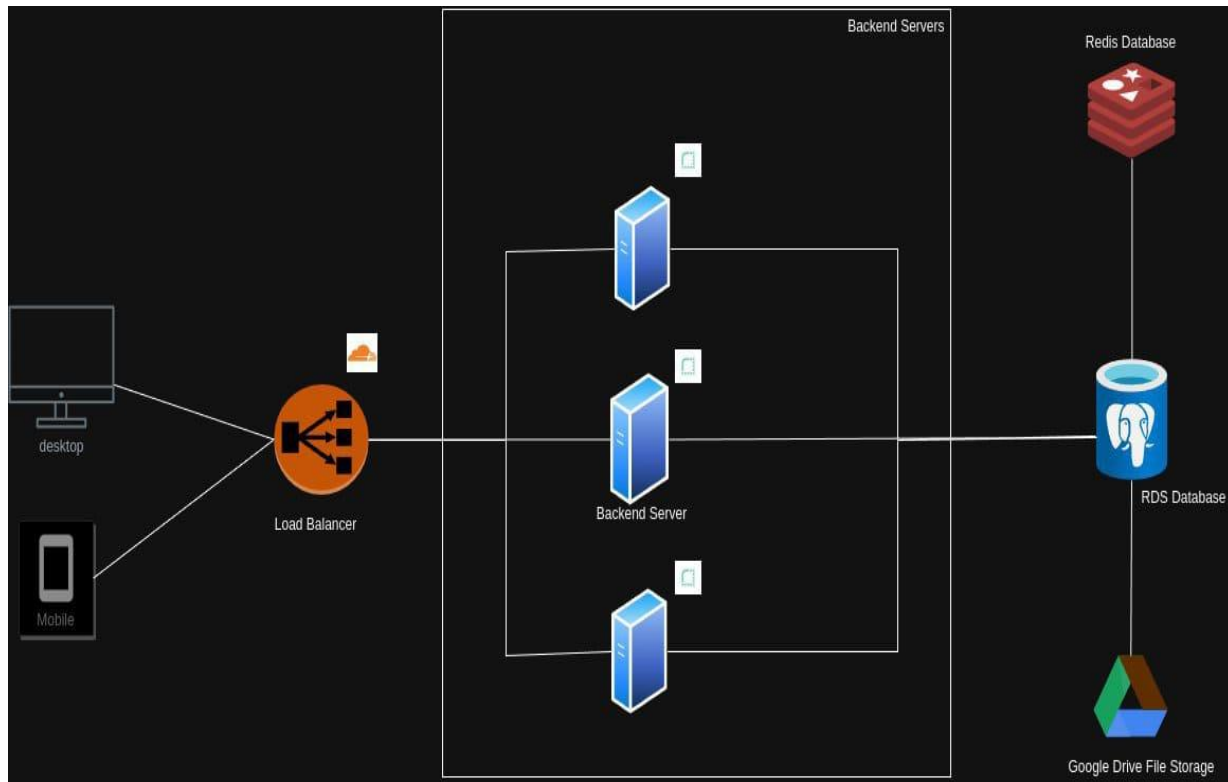 Backend Servers
Redis Database
desktop
RDS Database
Backend Server
Load Balancer
Mobile
Google Drive File Storage